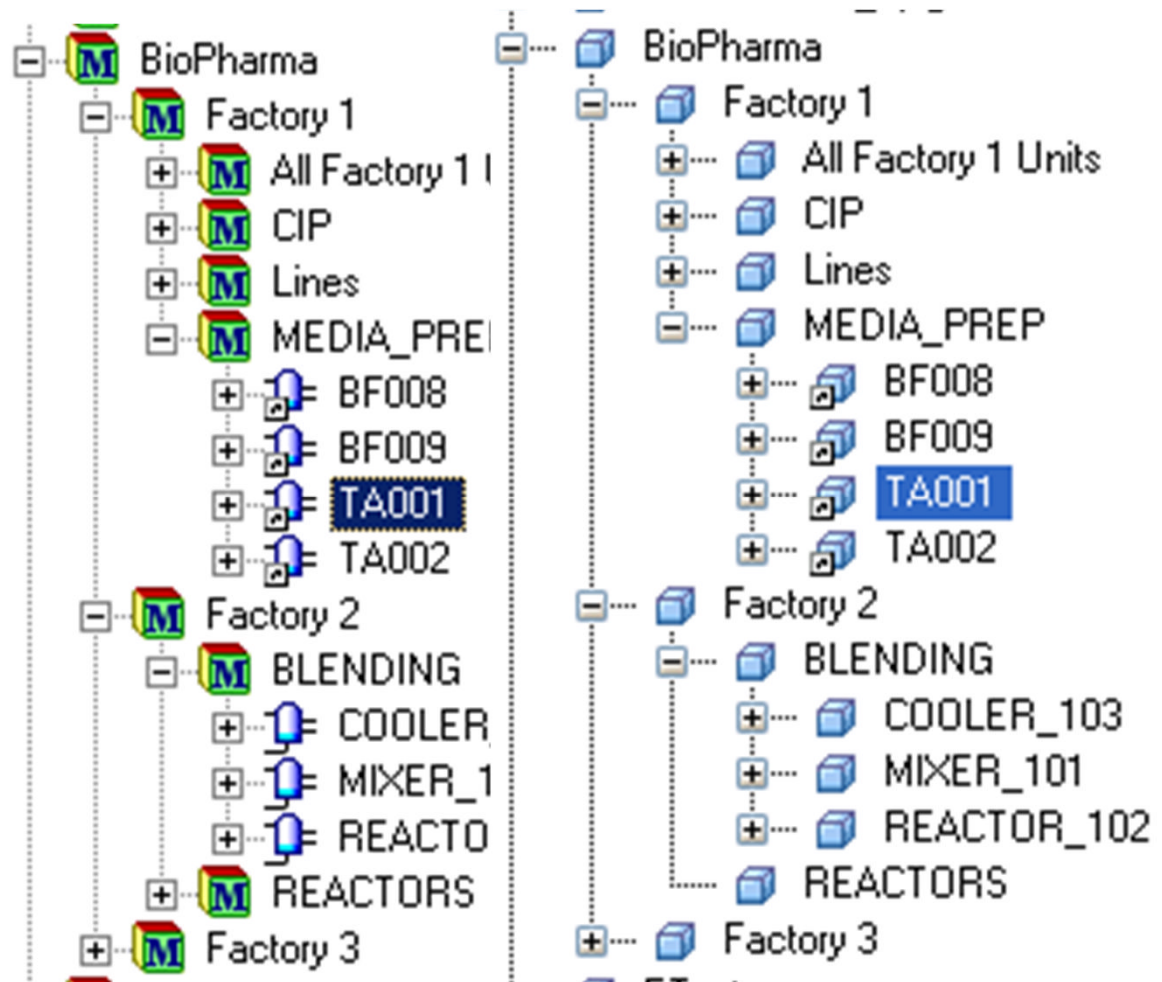 BioPharma
Factory 1
All Factory 1
CIP
Lines
MEDIA_PRE
BF008
BF009
TA001
TA002
Factory 2
BLENDING
COOLER_
MIXER_1
REACTO
REACTORS
Factory 3
BioPharma
Factory 1
All Factory 1 Units
CIP
Lines
MEDIA_PREP
BF008
BF009
TA001
TA002
Factory 2
BLENDING
COOLER_103
MIXER_101
REACTOR_102
REACTORS
Factory 3